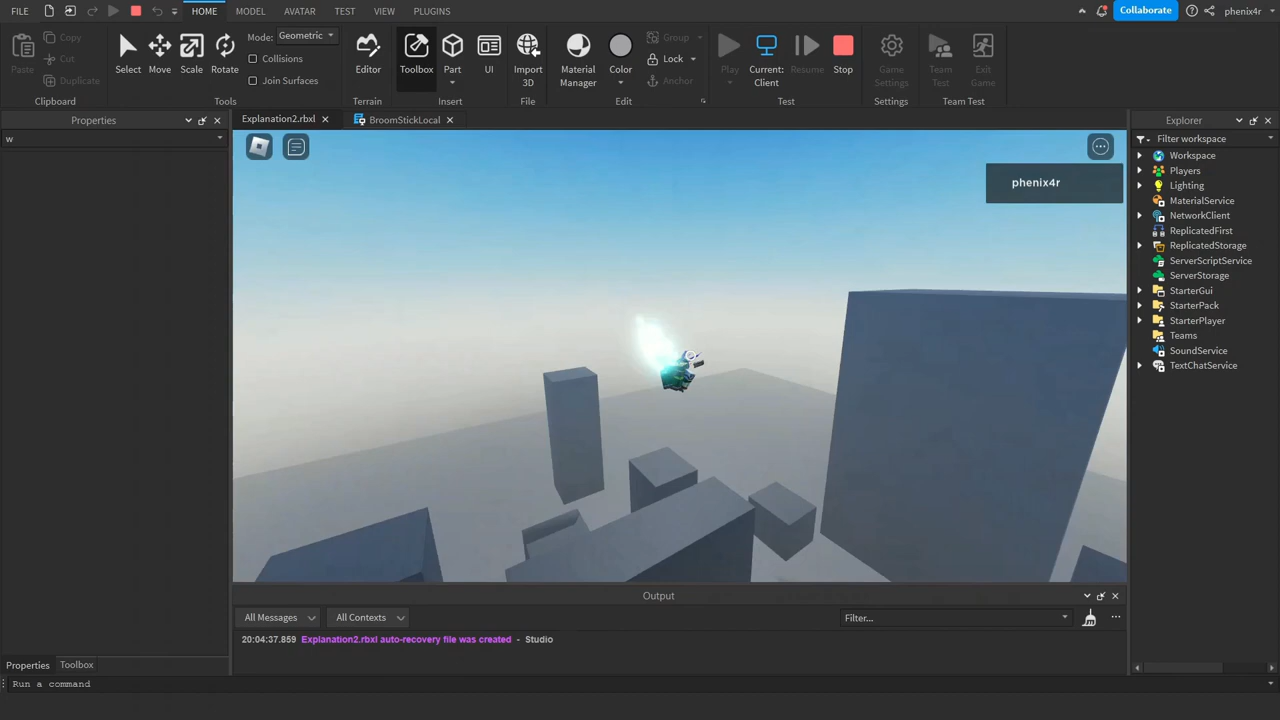 FILE
HOME
MODEL
AVATAR
TEST
VIEW
PLUGINS
Collaborate
phenix4r
Paste
Copy
Cut
Duplicate
Clipboard
Select
Move
Scale
Rotate
Mode:
Geometric
Collisions
Join Surfaces
Tools
Editor
Terrain
Toolbox
Part
UI
Insert
Import
3D
File
Material
Manager
Color
Group
Lock
Anchor
Edit
Play
Current:
Client
Resume
Stop
Test
Game
Settings
Settings
Team
Test
Exit
Game
Team Test
Properties
w
Explanation2.rbxl
BroomStickLocal
phenix4r
Explorer
Filter workspace
Workspace
Players
Lighting
MaterialService
NetworkClient
ReplicatedFirst
ReplicatedStorage
ServerScriptService
ServerStorage
StarterGui
StarterPack
StarterPlayer
Teams
SoundService
TextChatService
Output
All Messages
All Contexts
Filter...
20:04:37.859 Explanation2.rbxl auto-recovery file was created - Studio
Properties
Toolbox
Run a command